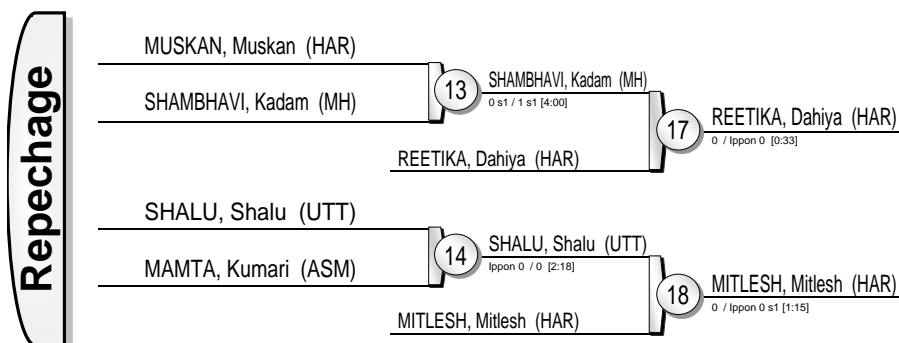 Repechage
MUSKAN, Muskan (HAR)
SHAMBHAVI, Kadam (MH)
13
SHAMBHAVI, Kadam (MH)
0 s1 / 1 s1 [4:00]
REETIKA, Dahiya (HAR)
17
REETIKA, Dahiya (HAR)
0 / Ippon 0 [0:33]
SHALU, Shalu (UTT)
MAMTA, Kumari (ASM)
14
SHALU, Shalu (UTT)
Ippon 0 / 0 [2:18]
MITLESH, Mitlesh (HAR)
18
MITLESH, Mitlesh (HAR)
0 / Ippon 0 s1 [1:15]